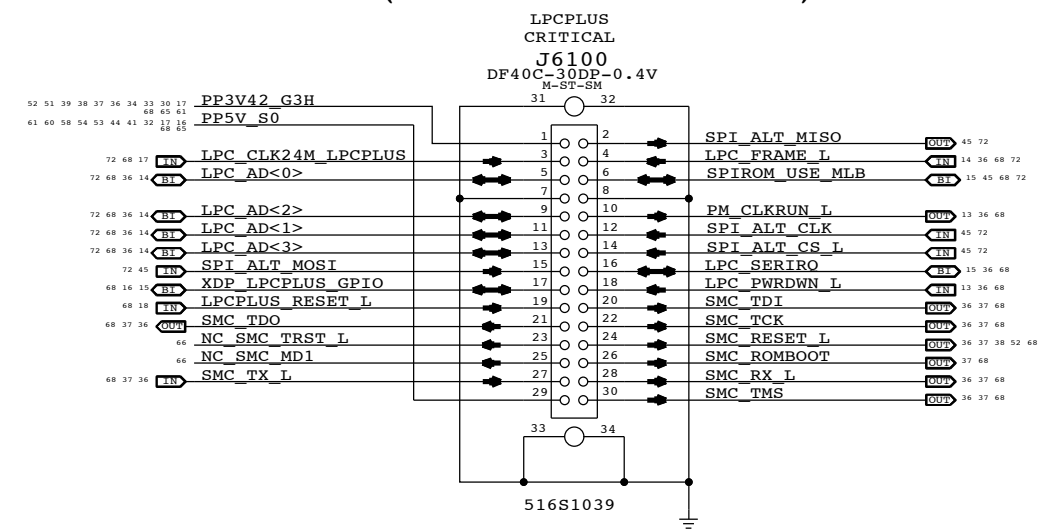 LPCPLUS
CRITICAL
J6100
DF40C-30DP-0.4V
M-ST-SM
31 32
52 51 39 38 37 36 34 33 30 17 PP3V42_G3H
68 65 61
61 60 58 54 53 44 41 32 17 16 PP5V_S0
68 65
1 2 SPI_ALT_MISO OUT 45 72
72 68 17 IN LPC_CLK24M_LPCPLUS 3 4 LPC_FRAME_L IN 14 36 68 72
72 68 36 14 BI LPC_AD<0> 5 6 SPIROM_USE_MLB BI 15 45 68 72
7 8
72 68 36 14 BI LPC_AD<2> 9 10 PM_CLKRUN_L OUT 13 36 68
72 68 36 14 BI LPC_AD<1> 11 12 SPI_ALT_CLK IN 45 72
72 68 36 14 BI LPC_AD<3> 13 14 SPI_ALT_CS_L IN 45 72
72 45 IN SPI_ALT_MOSI 15 16 LPC_SERIRQ BI 15 36 68
68 16 15 BI XDP_LPCPLUS_GPIO 17 18 LPC_PWRDWN_L IN 13 36 68
68 18 IN LPCPLUS_RESET_L 19 20 SMC_TDI OUT 36 37 68
68 37 36 OUT SMC_TDO 21 22 SMC_TCK OUT 36 37 68
66 NC_SMC_TRST_L 23 24 SMC_RESET_L OUT 36 37 38 52 68
66 NC_SMC_MD1 25 26 SMC_ROMBOOT OUT 37 68
68 37 36 IN SMC_TX_L 27 28 SMC_RX_L OUT 36 37 68
29 30 SMC_TMS OUT 36 37 68
33 34
516S1039